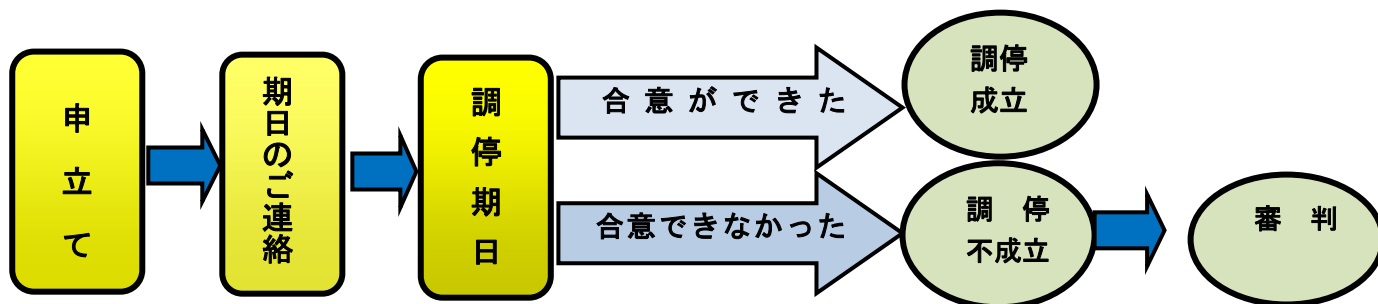 申立て
期日のご連絡
調停期日
合意ができた
調停
成立
合意できなかった
調　停
不成立
審　判